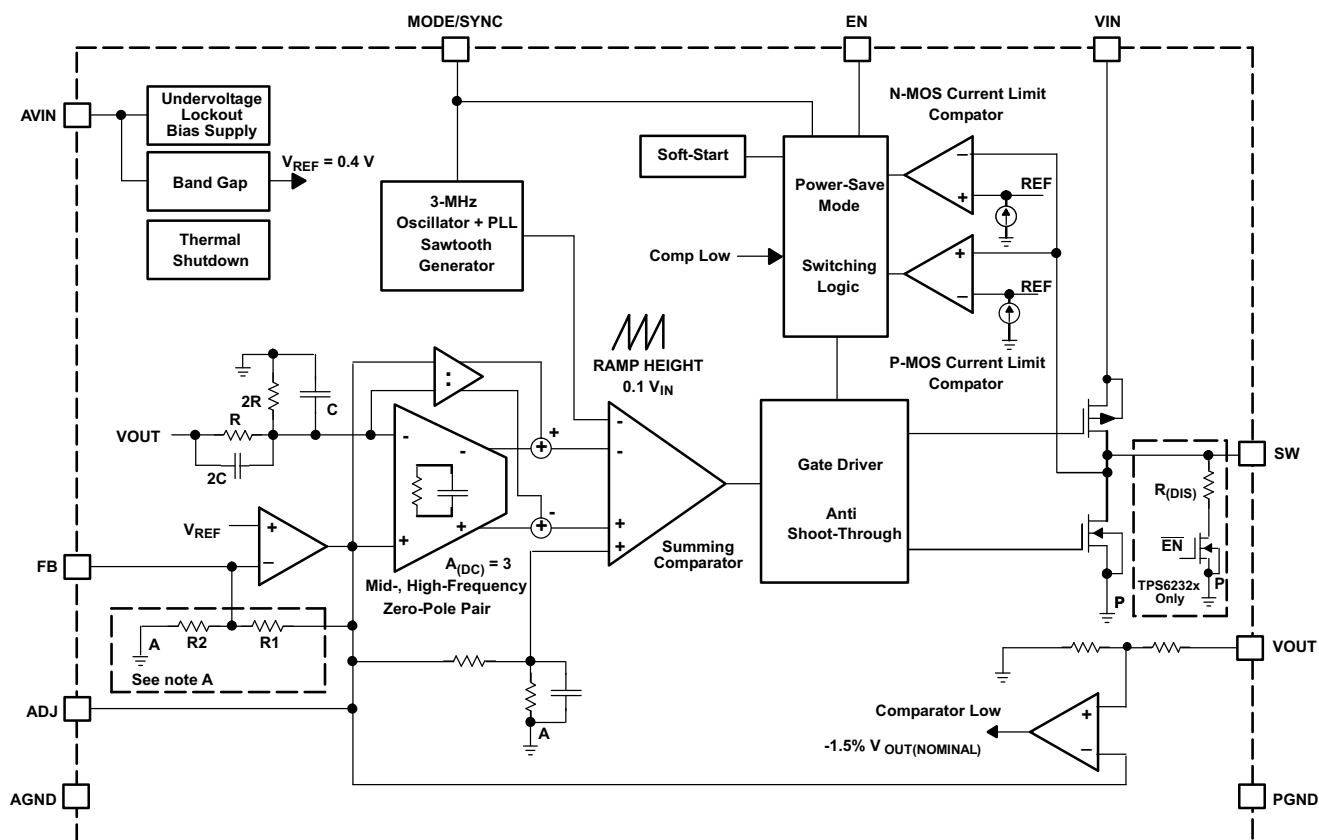 MODE/SYNC
EN
VIN
AVIN
Undervoltage
Lockout
Bias Supply
Band Gap
V REF = 0.4 V
Thermal
Shutdown
3-MHz
Oscillator + PLL
Sawtooth
Generator
Soft-Start
Power-Save
Mode
Switching
Logic
Comp Low
N-MOS Current Limit
Compator
−
+
REF
+
−
REF
P-MOS Current Limit
Compator
RAMP HEIGHT
0.1 V IN
2R
C
R
VOUT
2C
:
-
-
+
+
+
+
-
+
-
-
+
+
Summing
Comparator
A (DC) = 3
Mid-, High-Frequency
Zero-Pole Pair
Gate Driver
Anti
Shoot-Through
SW
R (DIS)
EN
P
TPS6232x
Only
P
V REF
+
−
FB
A
R2
R1
See note A
ADJ
A
VOUT
Comparator Low
-1.5% V OUT(NOMINAL)
+
−
AGND
PGND